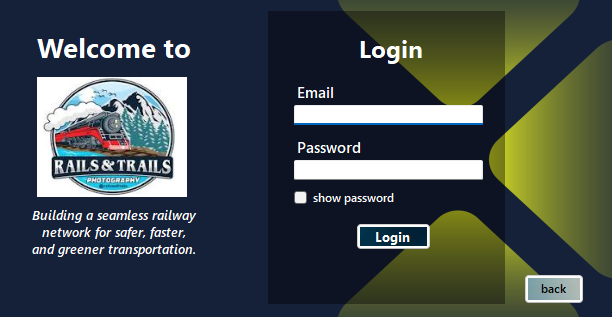 Welcome to
RAILS & TRAILS
PHOTOGRAPHY
Building a seamless railway
network for safer, faster,
and greener transportation.
Login
Email
Password
show password
Login
back